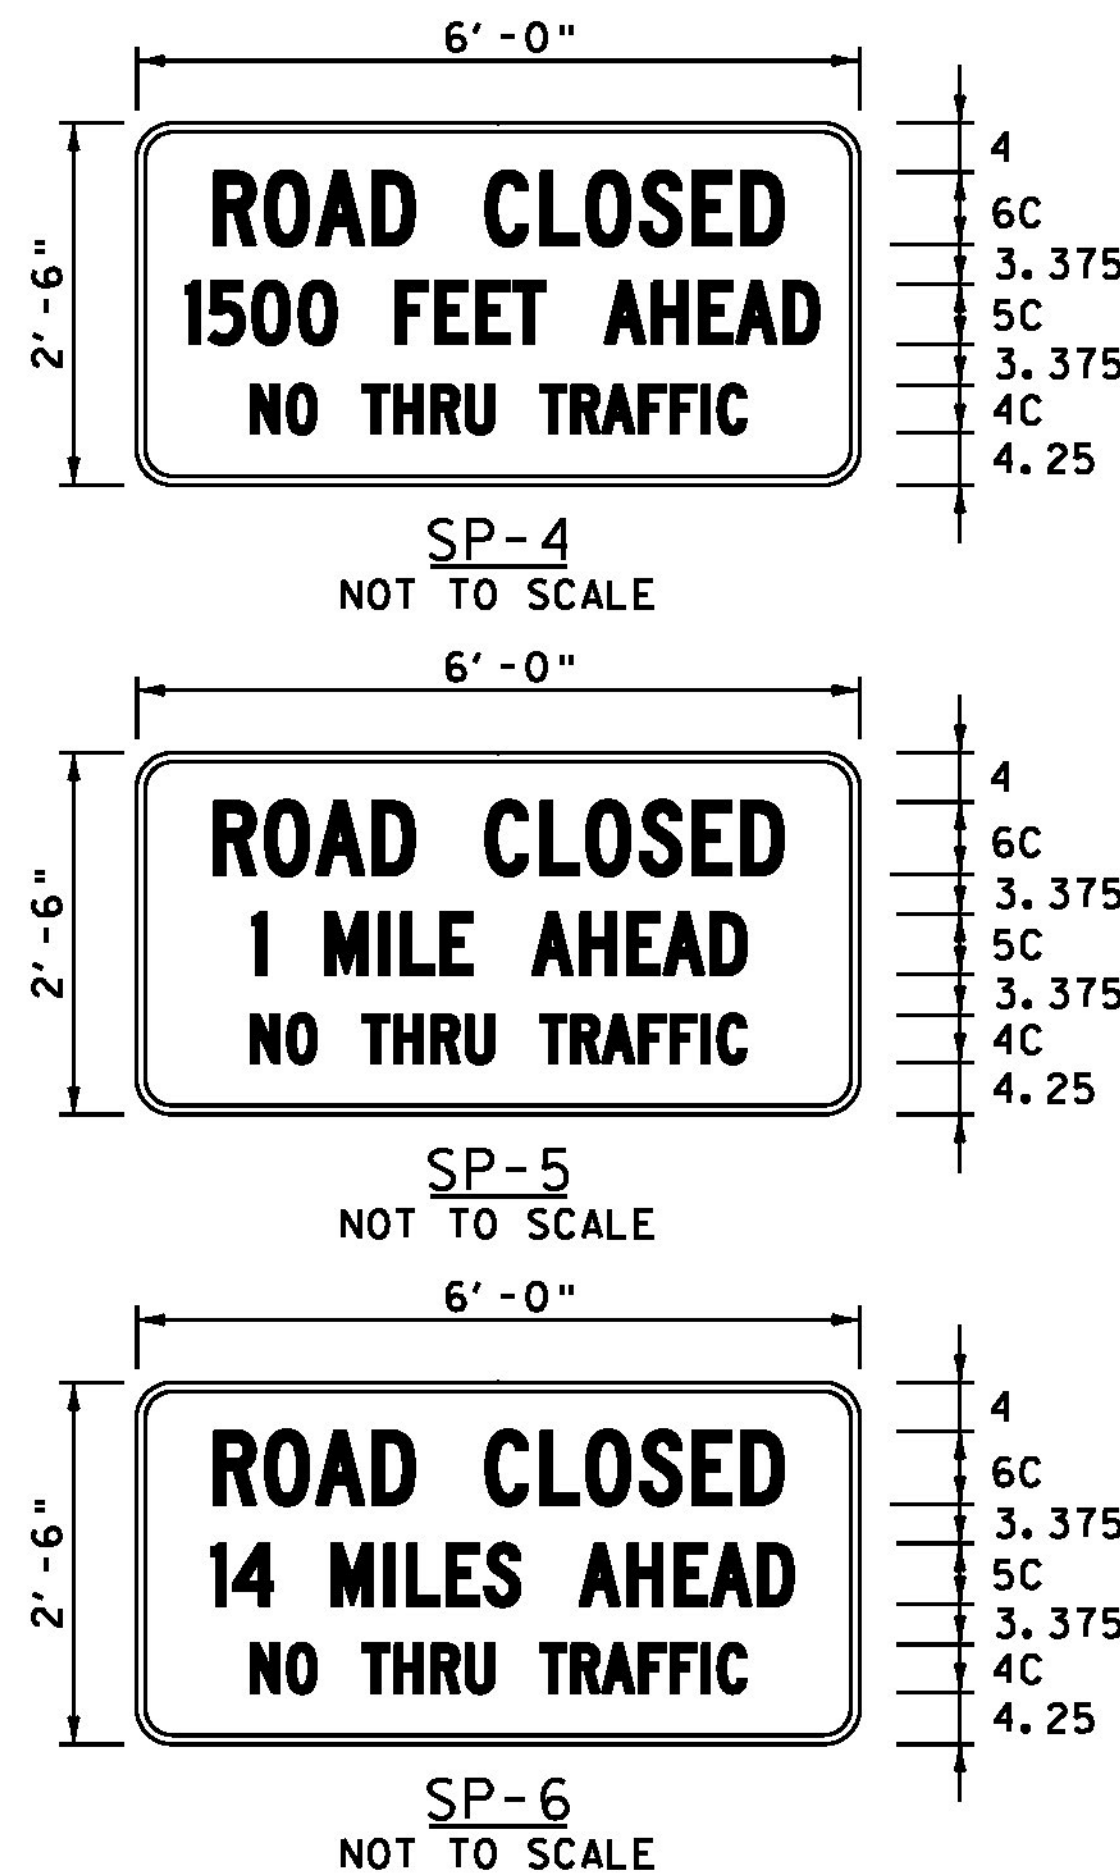 6'-0"
2'-6"
ROAD CLOSED
1500 FEET AHEAD
NO THRU TRAFFIC
4
6C
3.375
5C
3.375
4C
4.25
SP-4
NOT TO SCALE
6'-0"
2'-6"
ROAD CLOSED
1 MILE AHEAD
NO THRU TRAFFIC
4
6C
3.375
5C
3.375
4C
4.25
SP-5
NOT TO SCALE
6'-0"
2'-6"
ROAD CLOSED
14 MILES AHEAD
NO THRU TRAFFIC
4
6C
3.375
5C
3.375
4C
4.25
SP-6
NOT TO SCALE